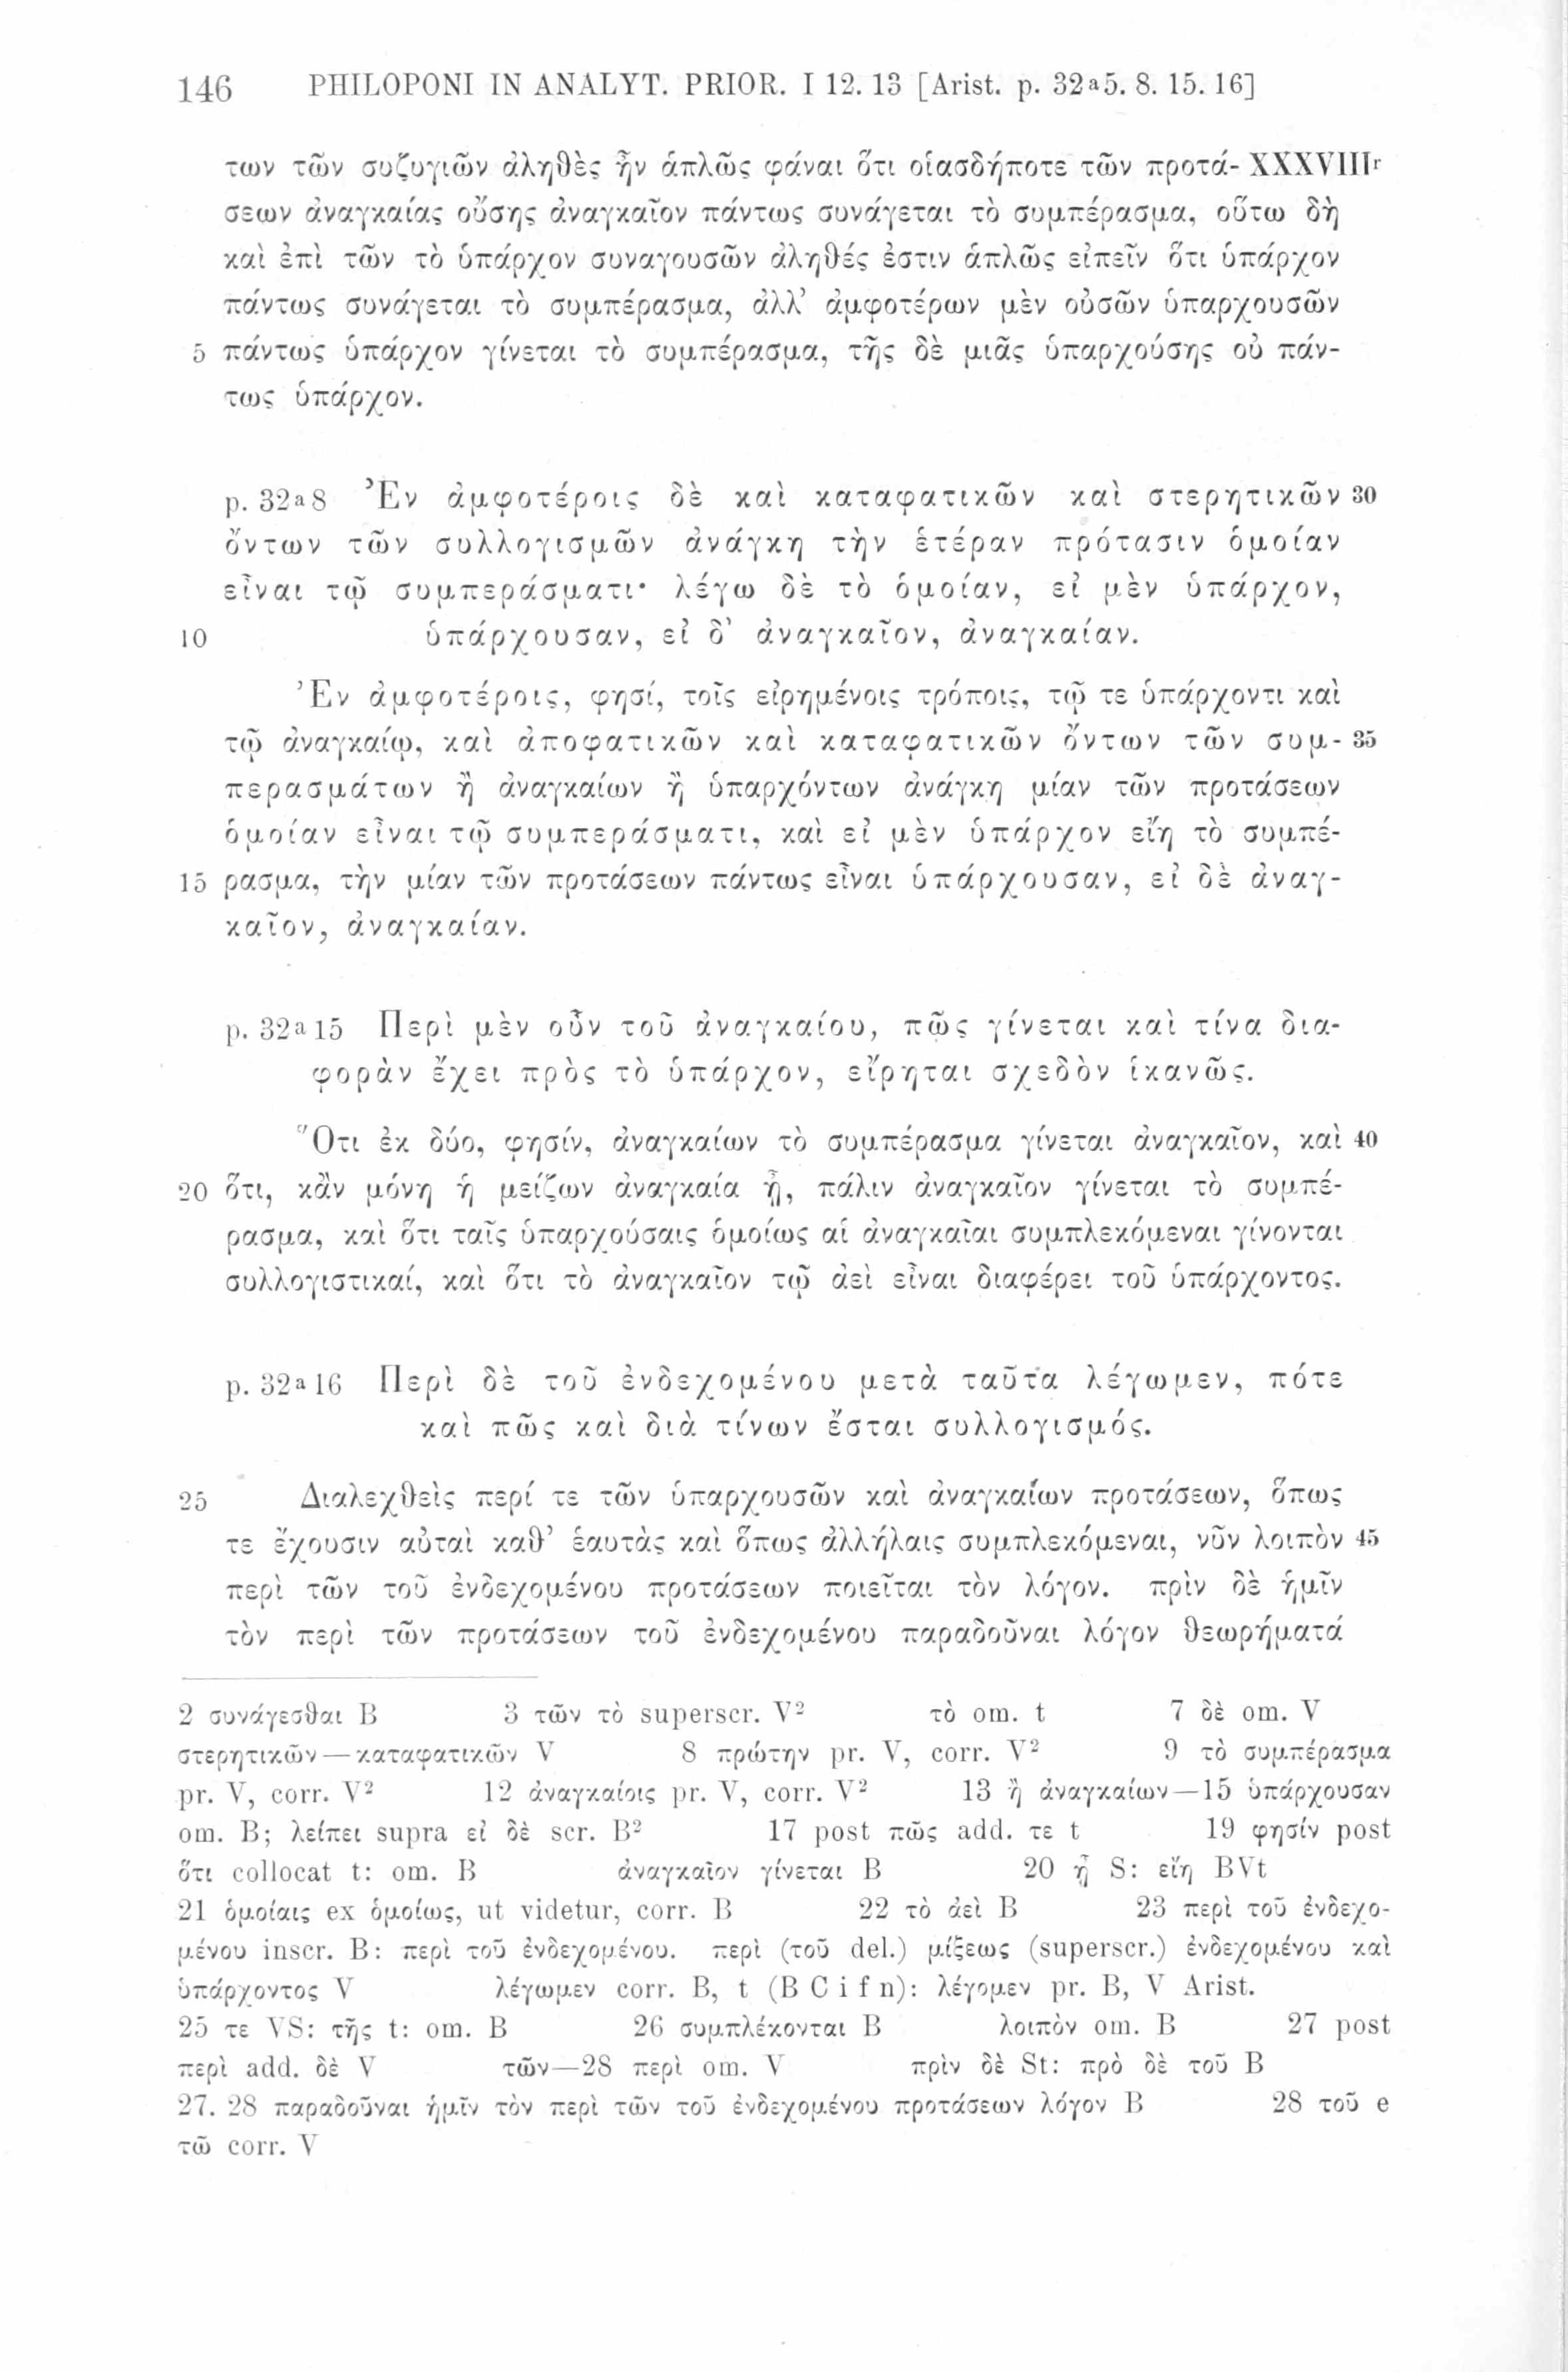 146 PHILOPONI IN ANALYT. PRIOR. I 12. 13 [Arist. p. 32a5. 8. 15. 16]
των τῶν συζυγιῶν ἀληθὲς ἦν ἁπλῶς φάναι ὅτι οἱασδήποτε τῶν προτά- XXXVIIIr
σεων ἀναγκαίας οὔσης ἀναγκαῖον πάντως συνάγεται τὸ συμπέρασμα, οὕτω δὴ
καὶ ἐπὶ τῶν τὸ ὑπάρχον συναγουσῶν ἀληθές ἐστιν ἁπλῶς εἰπεῖν ὅτι ὑπάρχον
πάντως συνάγεται τὸ συμπέρασμα, ἀλλ’ ἀμφοτέρων μὲν οὐσῶν ὑπαρχουσῶν
5 πάντως ὑπάρχον γίνεται τὸ συμπέρασμα, τῆς δὲ μιᾶς ὑπαρχούσης οὐ πάν-
τως ὑπάρχον.
p. 32a8 Ἐν ἀμφοτέροις δὲ καὶ καταφατικῶν καὶ στερητικῶν 30
ὄντων τῶν συλλογισμῶν ἀνάγκη τὴν ἑτέραν πρότασιν ὁμοίαν
εἶναι τῷ συμπεράσματι· λέγω δὲ τὸ ὁμοίαν, εἰ μὲν ὑπάρχον,
10 ὑπάρχουσαν, εἰ δ’ ἀναγκαῖον, ἀναγκαίαν.
Ἐν ἀμφοτέροις, φησί, τοῖς εἰρημένοις τρόποις, τῷ τε ὑπάρχοντι καὶ
τῷ ἀναγκαίῳ, καὶ ἀποφατικῶν καὶ καταφατικῶν ὄντων τῶν συμ- 35
περασμάτων ἢ ἀναγκαίων ἢ ὑπαρχόντων ἀνάγκη μίαν τῶν προτάσεων
ὁμοίαν εἶναι τῷ συμπεράσματι, καὶ εἰ μὲν ὑπάρχον εἴη τὸ συμπέ-
15 ρασμα, τὴν μίαν τῶν προτάσεων πάντως εἶναι ὑπάρχουσαν, εἰ δὲ ἀναγ-
καῖον, ἀναγκαίαν.
p. 32a15 Περὶ μὲν οὖν τοῦ ἀναγκαίου, πῶς γίνεται καὶ τίνα δια-
φορὰν ἔχει πρὸς τὸ ὑπάρχον, εἴρηται σχεδὸν ἱκανῶς.
Ὅτι ἐκ δύο, φησίν, ἀναγκαίων τὸ συμπέρασμα γίνεται ἀναγκαῖον, καὶ 40
20 ὅτι, κἂν μόνη ἡ μείζων ἀναγκαία ᾖ, πάλιν ἀναγκαῖον γίνεται τὸ συμπέ-
ρασμα, καὶ ὅτι ταῖς ὑπαρχούσαις ὁμοίως αἱ ἀναγκαῖαι συμπλεκόμεναι γίνονται
συλλογιστικαί, καὶ ὅτι τὸ ἀναγκαῖον τῷ ἀεὶ εἶναι διαφέρει τοῦ ὑπάρχοντος.
p. 32a16 Περὶ δὲ τοῦ ἐνδεχομένου μετὰ ταῦτα λέγωμεν, πότε
καὶ πῶς καὶ διὰ τίνων ἔσται συλλογισμός.
25 Διαλεχθεὶς περί τε τῶν ὑπαρχουσῶν καὶ ἀναγκαίων προτάσεων, ὅπως
τε ἔχουσιν αὐταὶ καθ’ ἑαυτὰς καὶ ὅπως ἀλλήλαις συμπλεκόμεναι, νῦν λοιπὸν 45
περὶ τῶν τοῦ ἐνδεχομένου προτάσεων ποιεῖται τὸν λόγον. πρὶν δὲ ἡμῖν
τὸν περὶ τῶν προτάσεων τοῦ ἐνδεχομένου παραδοῦναι λόγον θεωρήματά
2 συνάγεσθαι B 3 τῶν τὸ superscr. V2 τὸ om. t 7 δὲ om. V
στερητικῶν—καταφατικῶν V 8 πρώτην pr. V, corr. V2 9 τὸ συμπέρασμα
pr. V, corr. V2 12 ἀναγκαίοις pr. V, corr. V2 13 ἢ ἀναγκαίων—15 ὑπάρχουσαν
om. B; λείπει supra εἰ δὲ scr. B2 17 post πῶς add. τε t 19 φησίν post
ὅτι collocat t: om. B ἀναγκαῖον γίνεται B 20 ᾖ S: εἴη BVt
21 ὁμοίαις ex ὁμοίως, ut videtur, corr. B 22 τὸ ἀεὶ B 23 περὶ τοῦ ἐνδεχο-
μένου inscr. B: περὶ τοῦ ἐνδεχομένου. περὶ (τοῦ del.) μίξεως (superscr.) ἐνδεχομένου καὶ
ὑπάρχοντος V λέγωμεν corr. B, t (B C i f n): λέγομεν pr. B, V Arist.
25 τε VS: τῆς t: om. B 26 συμπλέκονται B λοιπὸν om. B 27 post
περὶ add. δὲ V τῶν—28 περὶ om. V πρὶν δὲ St: πρὸ δὲ τοῦ B
27. 28 παραδοῦναι ἡμῖν τὸν περὶ τῶν τοῦ ἐνδεχομένου προτάσεων λόγον B 28 τοῦ e
τῶ corr. V